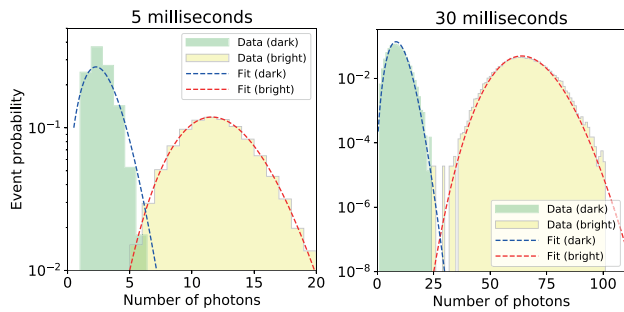 5 milliseconds
Event probability
10⁻¹
10⁻²
Data (dark)
Data (bright)
Fit (dark)
Fit (bright)
0 5 10 15 20
Number of photons
30 milliseconds
10⁻²
10⁻⁴
10⁻⁶
10⁻⁸
Data (dark)
Data (bright)
Fit (dark)
Fit (bright)
0 25 50 75 100
Number of photons